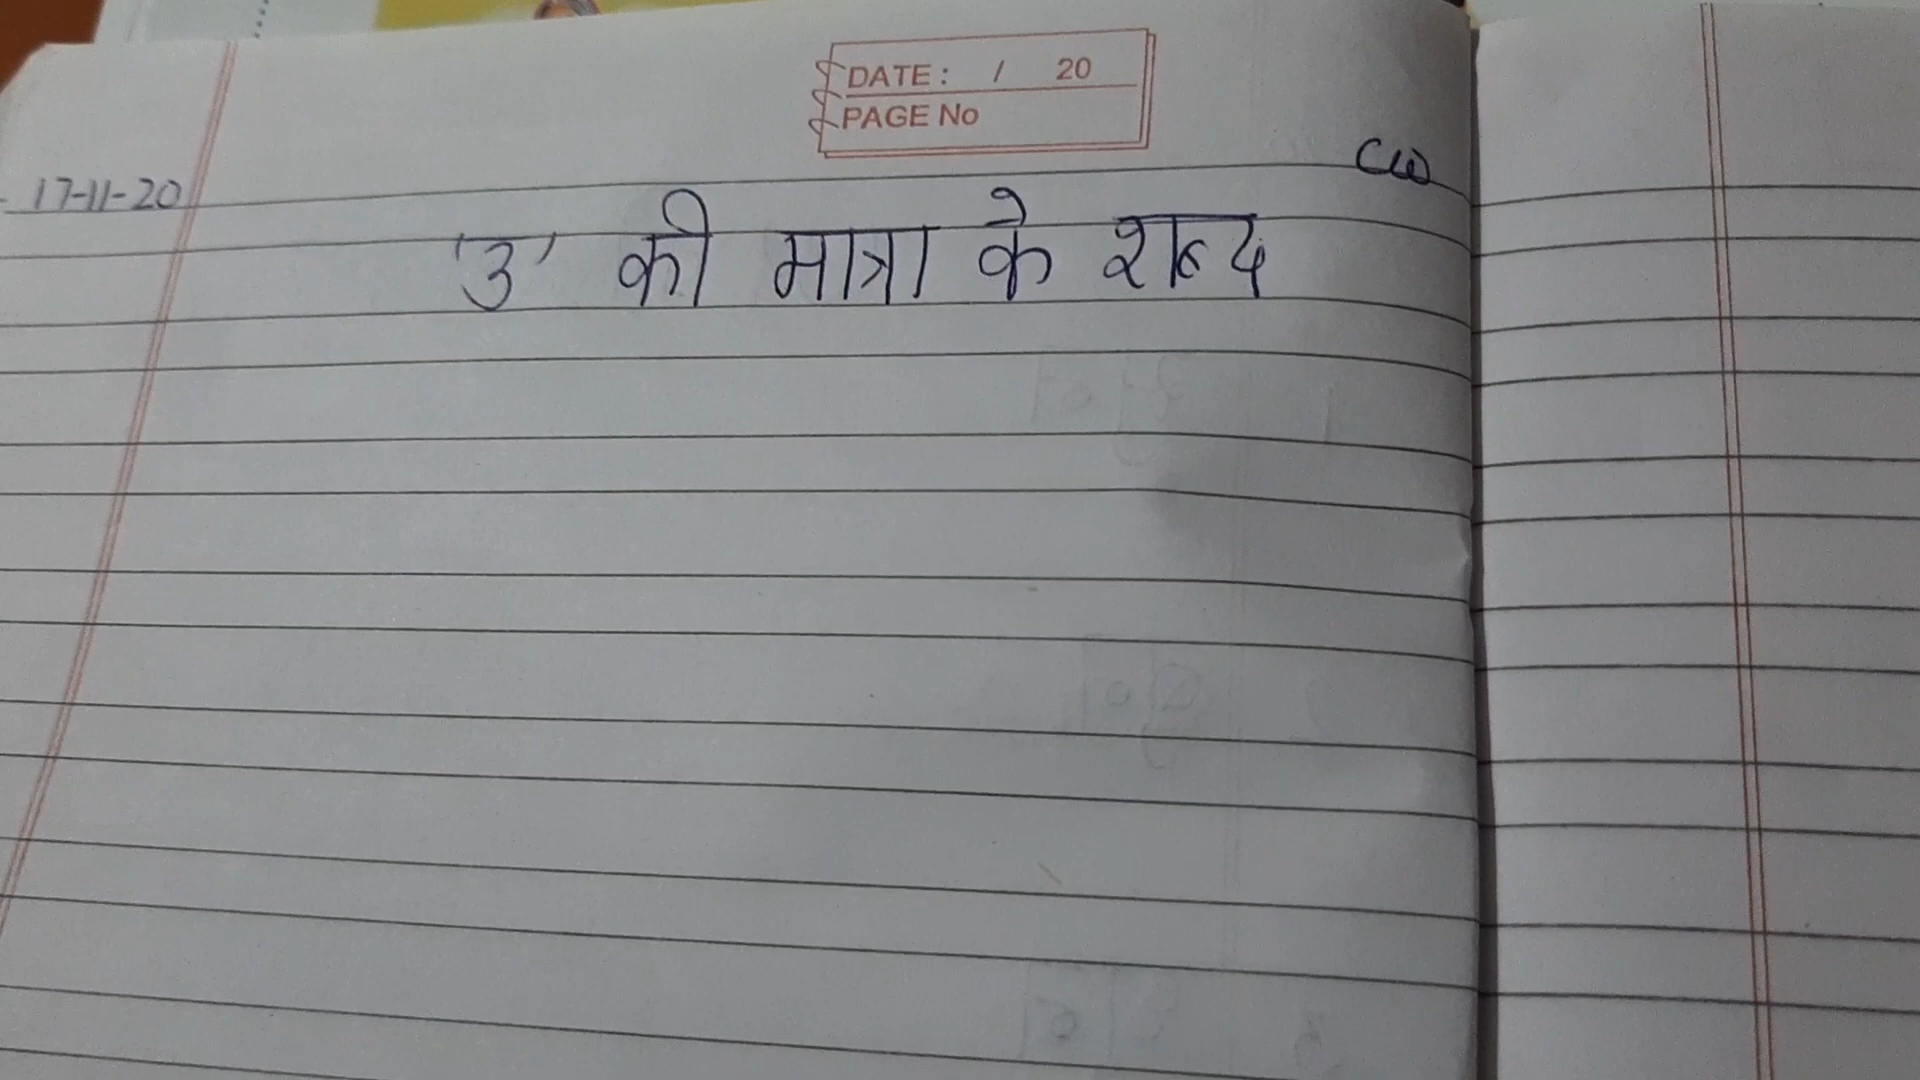 DATE : / 20
PAGE No
CW
17-11-20
'उ' की मात्रा के शब्द